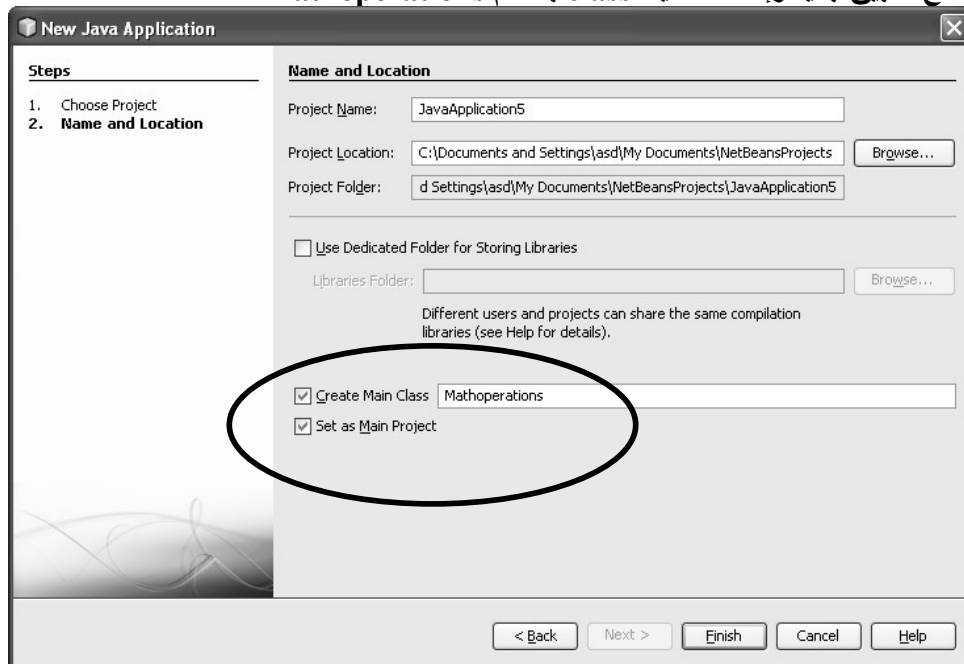 class
New Java Application
Steps
1. Choose Project
2. Name and Location
Name and Location
Project Name: JavaApplication5
Project Location: C:\Documents and Settings\asd\My Documents\NetBeansProjects Browse...
Project Folder: d Settings\asd\My Documents\NetBeansProjects\JavaApplication5
Use Dedicated Folder for Storing Libraries
Libraries Folder: Browse...
Different users and projects can share the same compilation
libraries (see Help for details).
Create Main Class Mathoperations
Set as Main Project
< Back Next > Finish Cancel Help